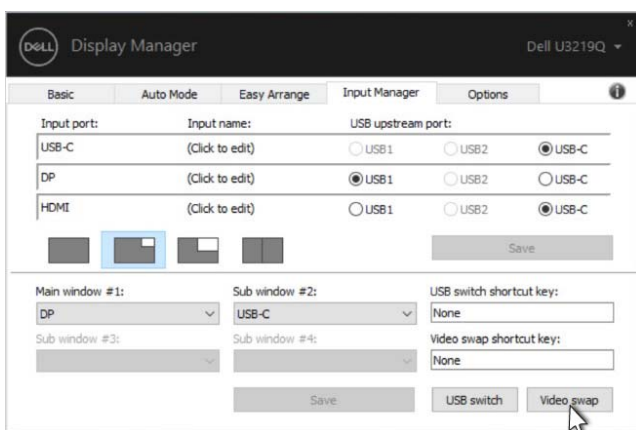 DELL Display Manager Dell U3219Q
Basic Auto Mode Easy Arrange Input Manager Options
Input port: Input name: USB upstream port:
USB-C (Click to edit) USB1 USB2 USB-C
DP (Click to edit) USB1 USB2 USB-C
HDMI (Click to edit) USB1 USB2 USB-C
Save
Main window #1: Sub window #2: USB switch shortcut key:
DP USB-C None
Sub window #3: Sub window #4: Video swap shortcut key:
None
Save USB switch Video swap